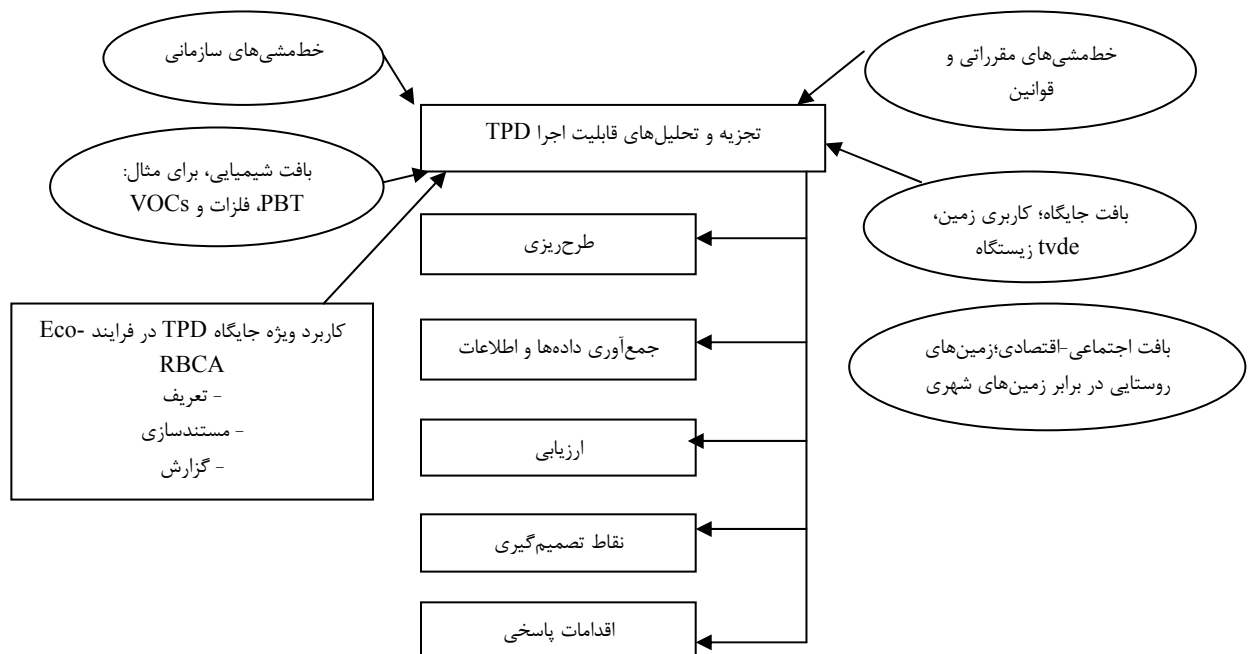 خط‌مشی‌های سازمانی
خط‌مشی‌های مقرراتی و
قوانین
تجزیه و تحلیل‌های قابلیت اجرا TPD
بافت شیمیایی، برای مثال:
PBT، فلزات و VOCs
بافت جایگاه؛ کاربری زمین،
tvde زیستگاه
طرح‌ریزی
کاربرد ویژه جایگاه TPD در فرایند Eco-
RBCA
- تعریف
- مستندسازی
- گزارش
جمع‌آوری داده‌ها و اطلاعات
بافت اجتماعی-اقتصادی؛زمین‌های
روستایی در برابر زمین‌های شهری
ارزیابی
نقاط تصمیم‌گیری
اقدامات پاسخی